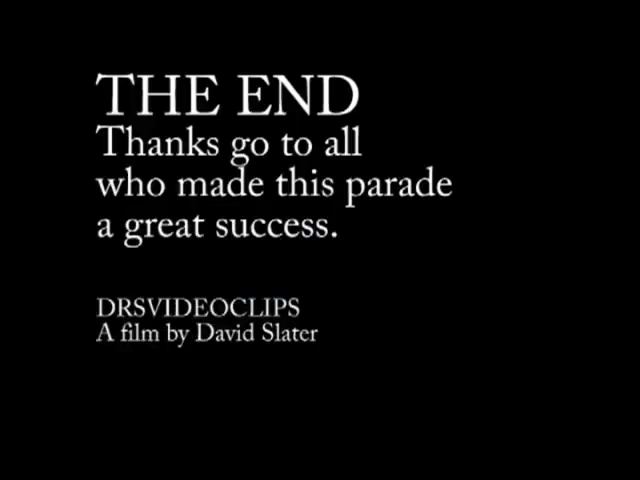 THE END
Thanks go to all
who made this parade
a great success.
DRSVIDEOCLIPS
A film by David Slater